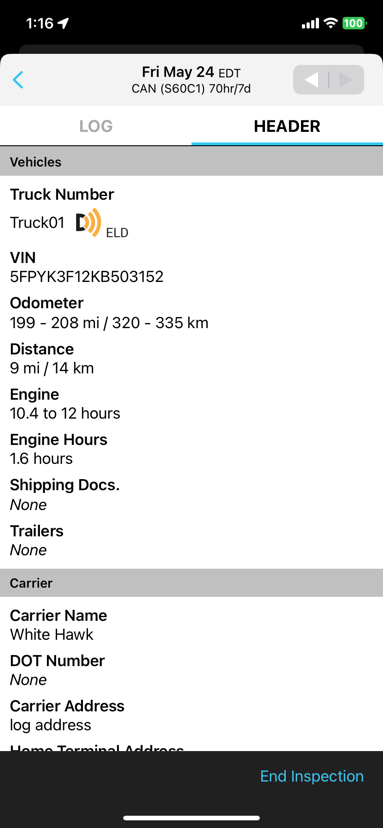 1:16
100
Fri May 24 EDT
CAN (S60C1) 70hr/7d
LOG
HEADER
Vehicles
Truck Number
Truck01 D ELD
VIN
5FPYK3F12KB503152
Odometer
199 - 208 mi / 320 - 335 km
Distance
9 mi / 14 km
Engine
10.4 to 12 hours
Engine Hours
1.6 hours
Shipping Docs.
None
Trailers
None
Carrier
Carrier Name
White Hawk
DOT Number
None
Carrier Address
log address
Home Terminal Address
End Inspection